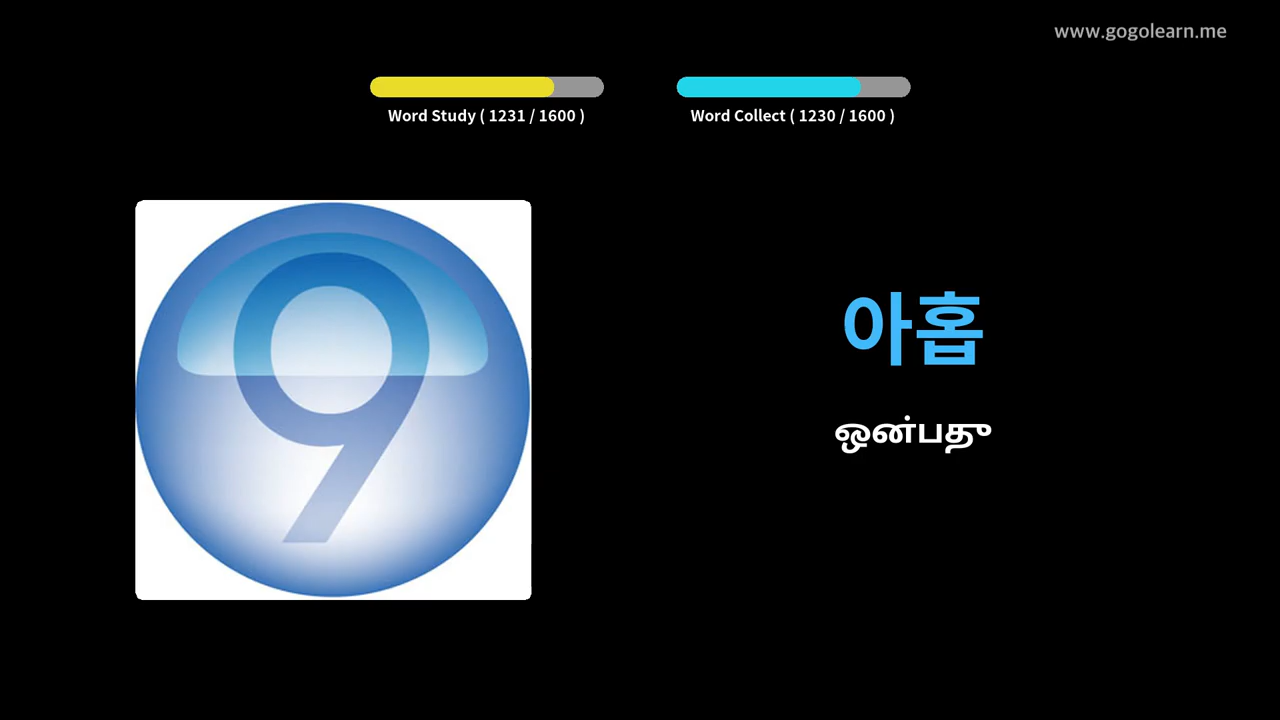 www.gogolearn.me
Word Study ( 1231 / 1600 )
Word Collect ( 1230 / 1600 )
9
아홉
ஒன்பது